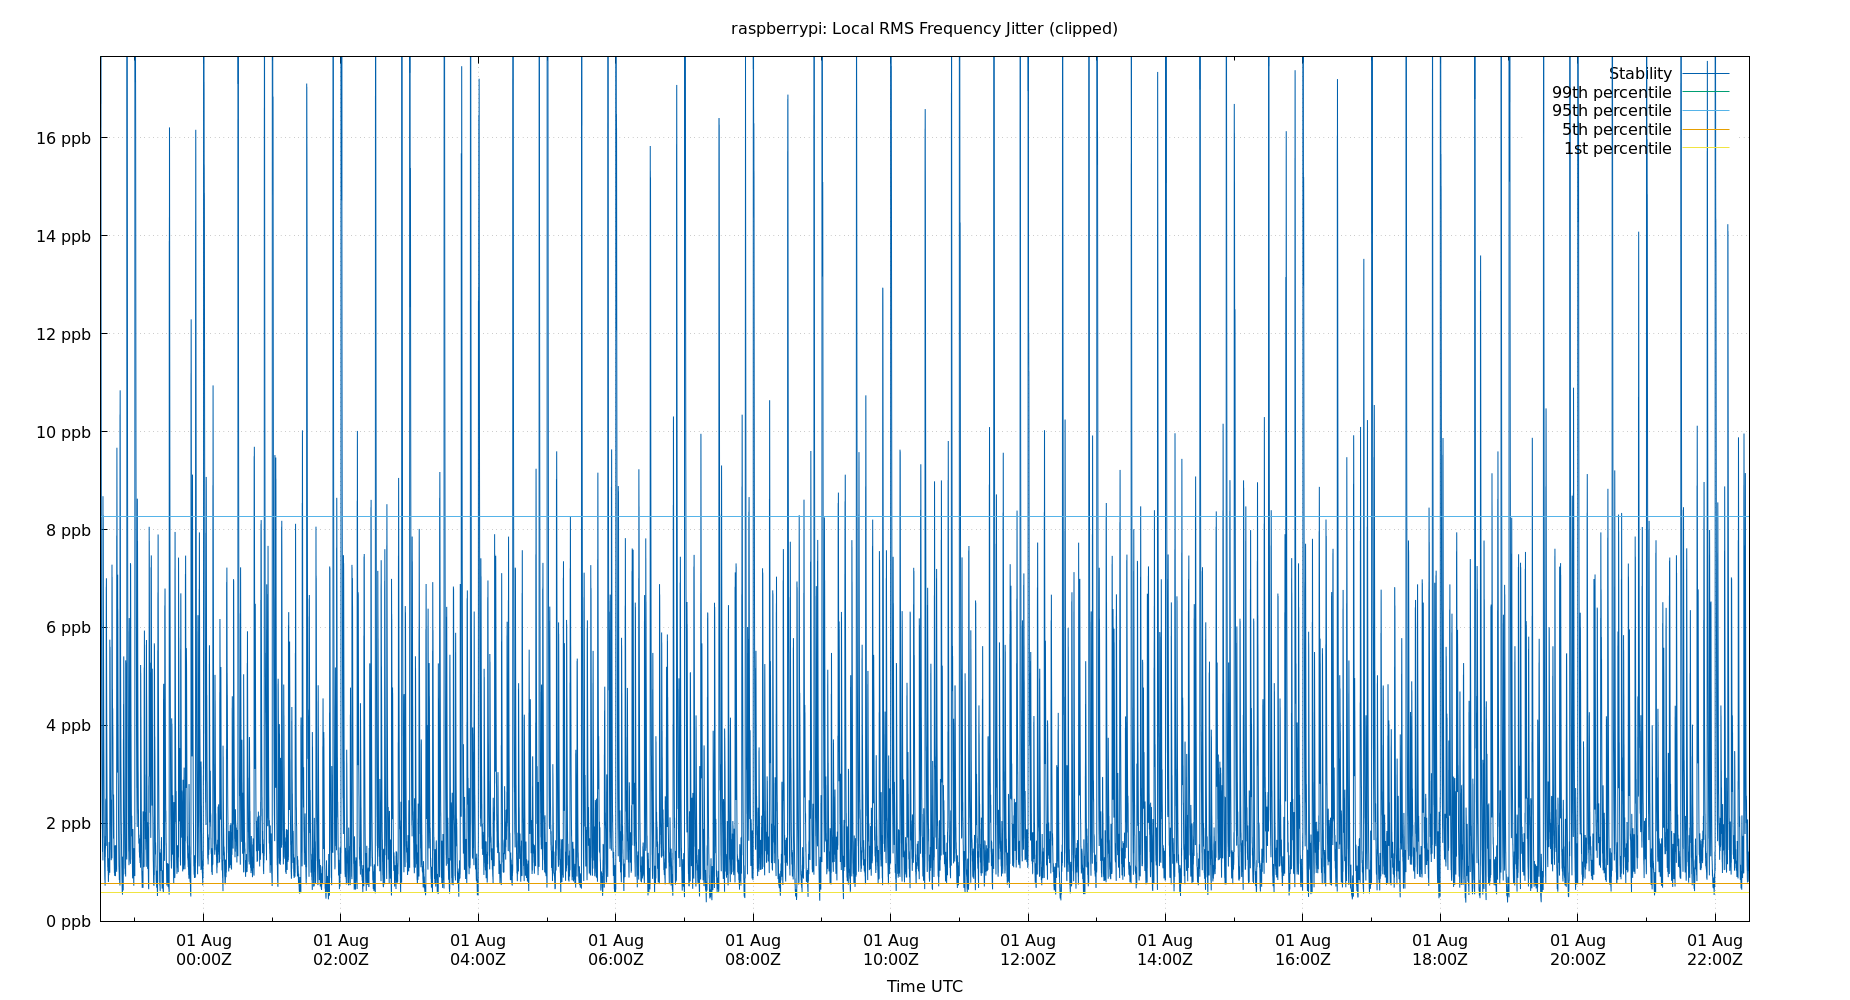 raspberrypi: Local RMS Frequency Jitter (clipped)
Stability
99th percentile
95th percentile
5th percentile
1st percentile
16 ppb
14 ppb
12 ppb
10 ppb
8 ppb
6 ppb
4 ppb
2 ppb
0 ppb
01 Aug 01 Aug 01 Aug 01 Aug 01 Aug 01 Aug 01 Aug 01 Aug 01 Aug 01 Aug 01 Aug 01 Aug
00:00Z 02:00Z 04:00Z 06:00Z 08:00Z 10:00Z 12:00Z 14:00Z 16:00Z 18:00Z 20:00Z 22:00Z
Time UTC